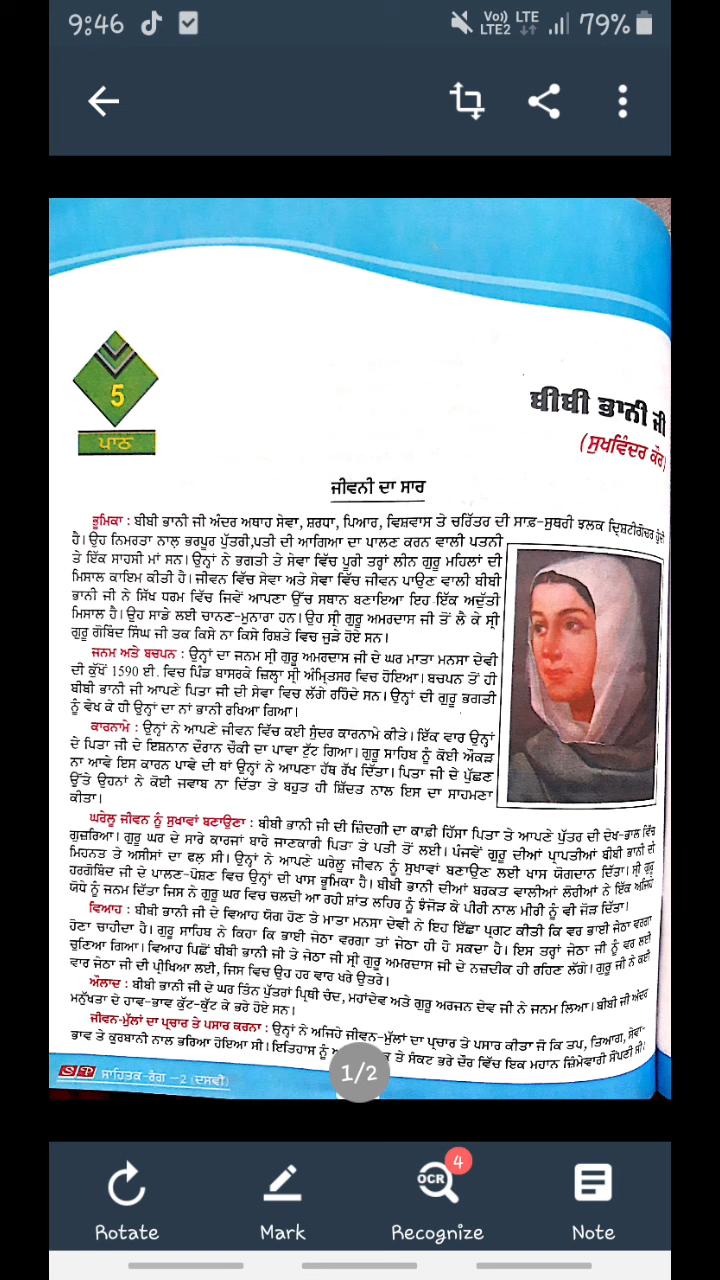 9:46
Vo)) LTE
LTE2
79%
5
ਪਾਠ
ਬੀਬੀ ਭਾਨੀ ਜੀ
(ਸੁਖਵਿੰਦਰ ਕੌਰ)
ਜੀਵਨੀ ਦਾ ਸਾਰ
ਭੂਮਿਕਾ : ਬੀਬੀ ਭਾਨੀ ਜੀ ਅੰਦਰ ਅਥਾਹ ਸੇਵਾ, ਸ਼ਰਧਾ, ਪਿਆਰ, ਵਿਸ਼ਵਾਸ ਤੇ ਚਰਿੱਤਰ ਦੀ ਸਾਫ਼-ਸੁਥਰੀ ਝਲਕ ਦ੍ਰਿਸ਼ਟੀਗੋਚਰ ਹੁੰਦੀ
ਹੈ। ਉਹ ਨਿਮਰਤਾ ਨਾਲ਼ ਭਰਪੂਰ ਪੁੱਤਰੀ,ਪਤੀ ਦੀ ਆਗਿਆ ਦਾ ਪਾਲਣ ਕਰਨ ਵਾਲੀ ਪਤਨੀ
ਤੇ ਇੱਕ ਸਾਹਸੀ ਮਾਂ ਸਨ। ਉਨ੍ਹਾਂ ਨੇ ਭਗਤੀ ਤੇ ਸੇਵਾ ਵਿੱਚ ਪੂਰੀ ਤਰ੍ਹਾਂ ਲੀਨ ਗੁਰੂ ਮਹਿਲਾਂ ਦੀ
ਮਿਸਾਲ ਕਾਇਮ ਕੀਤੀ ਹੈ। ਜੀਵਨ ਵਿੱਚ ਸੇਵਾ ਅਤੇ ਸੇਵਾ ਵਿੱਚ ਜੀਵਨ ਪਾਉਣ ਵਾਲੀ ਬੀਬੀ
ਭਾਨੀ ਜੀ ਨੇ ਸਿੱਖ ਧਰਮ ਵਿੱਚ ਜਿਵੇਂ ਆਪਣਾ ਉੱਚ ਸਥਾਨ ਬਣਾਇਆ ਇਹ ਇੱਕ ਅਦੁੱਤੀ
ਮਿਸਾਲ ਹੈ। ਉਹ ਸਾਡੇ ਲਈ ਚਾਨਣ-ਮੁਨਾਰਾ ਹਨ। ਉਹ ਸ੍ਰੀ ਗੁਰੂ ਅਮਰਦਾਸ ਜੀ ਤੋਂ ਲੈ ਕੇ ਸ੍ਰੀ
ਗੁਰੂ ਗੋਬਿੰਦ ਸਿੰਘ ਜੀ ਤਕ ਕਿਸੇ ਨਾ ਕਿਸੇ ਰਿਸ਼ਤੇ ਵਿਚ ਜੁੜੇ ਹੋਏ ਸਨ।
ਜਨਮ ਅਤੇ ਬਚਪਨ : ਉਨ੍ਹਾਂ ਦਾ ਜਨਮ ਸ੍ਰੀ ਗੁਰੂ ਅਮਰਦਾਸ ਜੀ ਦੇ ਘਰ ਮਾਤਾ ਮਨਸਾ ਦੇਵੀ
ਦੀ ਕੁੱਖੋਂ 1590 ਈ. ਵਿਚ ਪਿੰਡ ਬਾਸਰਕੇ ਜ਼ਿਲ੍ਹਾ ਸ੍ਰੀ ਅੰਮ੍ਰਿਤਸਰ ਵਿਚ ਹੋਇਆ। ਬਚਪਨ ਤੋਂ ਹੀ
ਬੀਬੀ ਭਾਨੀ ਜੀ ਆਪਣੇ ਪਿਤਾ ਜੀ ਦੀ ਸੇਵਾ ਵਿਚ ਲੱਗੇ ਰਹਿੰਦੇ ਸਨ। ਉਨ੍ਹਾਂ ਦੀ ਗੁਰੂ ਭਗਤੀ
ਨੂੰ ਵੇਖ ਕੇ ਹੀ ਉਨ੍ਹਾਂ ਦਾ ਨਾਂ ਭਾਨੀ ਰਖਿਆ ਗਿਆ।
ਕਾਰਨਾਮੇ : ਉਨ੍ਹਾਂ ਨੇ ਆਪਣੇ ਜੀਵਨ ਵਿੱਚ ਕਈ ਸੁੰਦਰ ਕਾਰਨਾਮੇ ਕੀਤੇ। ਇੱਕ ਵਾਰ ਉਨ੍ਹਾਂ
ਦੇ ਪਿਤਾ ਜੀ ਦੇ ਇਸ਼ਨਾਨ ਦੌਰਾਨ ਚੌਕੀ ਦਾ ਪਾਵਾ ਟੁੱਟ ਗਿਆ। ਗੁਰੂ ਸਾਹਿਬ ਨੂੰ ਕੋਈ ਔਕੜ
ਨਾ ਆਵੇ ਇਸ ਕਾਰਨ ਪਾਵੇ ਦੀ ਥਾਂ ਉਨ੍ਹਾਂ ਨੇ ਆਪਣਾ ਹੱਥ ਰੱਖ ਦਿੱਤਾ। ਪਿਤਾ ਜੀ ਦੇ ਪੁੱਛਣ
ਉੱਤੇ ਉਹਨਾਂ ਨੇ ਕੋਈ ਜਵਾਬ ਨਾ ਦਿੱਤਾ ਤੇ ਬਹੁਤ ਹੀ ਸ਼ਿੱਦਤ ਨਾਲ ਇਸ ਦਾ ਸਾਹਮਣਾ
ਕੀਤਾ।
ਘਰੇਲੂ ਜੀਵਨ ਨੂੰ ਸੁਖਾਵਾਂ ਬਣਾਉਣਾ : ਬੀਬੀ ਭਾਨੀ ਜੀ ਦੀ ਜ਼ਿੰਦਗੀ ਦਾ ਕਾਫ਼ੀ ਹਿੱਸਾ ਪਿਤਾ ਤੇ ਆਪਣੇ ਪੁੱਤਰ ਦੀ ਦੇਖ-ਭਾਲ ਵਿੱਚ
ਗੁਜ਼ਰਿਆ। ਗੁਰੂ ਘਰ ਦੇ ਸਾਰੇ ਕਾਰਜਾਂ ਬਾਰੇ ਜਾਣਕਾਰੀ ਪਿਤਾ ਤੇ ਪਤੀ ਤੋਂ ਲਈ। ਪੰਜਵੇਂ ਗੁਰੂ ਦੀਆਂ ਪ੍ਰਾਪਤੀਆਂ ਬੀਬੀ ਭਾਨੀ ਦੀ
ਮਿਹਨਤ ਤੇ ਅਸੀਸਾਂ ਦਾ ਫਲ਼ ਸੀ। ਉਨ੍ਹਾਂ ਨੇ ਆਪਣੇ ਘਰੇਲੂ ਜੀਵਨ ਨੂੰ ਸੁਖਾਵਾਂ ਬਣਾਉਣ ਲਈ ਖਾਸ ਯੋਗਦਾਨ ਦਿੱਤਾ। ਸ੍ਰੀ ਗੁਰੂ
ਹਰਗੋਬਿੰਦ ਜੀ ਦੇ ਪਾਲਣ-ਪੋਸ਼ਣ ਵਿਚ ਉਨ੍ਹਾਂ ਦੀ ਖਾਸ ਭੂਮਿਕਾ ਹੈ। ਬੀਬੀ ਭਾਨੀ ਦੀਆਂ ਬਰਕਤ ਵਾਲੀਆਂ ਲੋਰੀਆਂ ਨੇ ਇੱਕ ਅਜਿਹੇ
ਯੋਧੇ ਨੂੰ ਜਨਮ ਦਿੱਤਾ ਜਿਸ ਨੇ ਗੁਰੂ ਘਰ ਵਿਚ ਚਲਦੀ ਆ ਰਹੀ ਸ਼ਾਂਤ ਲਹਿਰ ਨੂੰ ਝੰਜੋੜ ਕੇ ਪੀਰੀ ਨਾਲ ਮੀਰੀ ਨੂੰ ਵੀ ਜੋੜ ਦਿੱਤਾ।
ਵਿਆਹ : ਬੀਬੀ ਭਾਨੀ ਜੀ ਦੇ ਵਿਆਹ ਯੋਗ ਹੋਣ ਤੇ ਮਾਤਾ ਮਨਸਾ ਦੇਵੀ ਨੇ ਇਹ ਇੱਛਾ ਪ੍ਰਗਟ ਕੀਤੀ ਕਿ ਵਰ ਭਾਈ ਜੇਠਾ ਵਰਗਾ
ਹੋਣਾ ਚਾਹੀਦਾ ਹੈ। ਗੁਰੂ ਸਾਹਿਬ ਨੇ ਕਿਹਾ ਕਿ ਭਾਈ ਜੇਠਾ ਵਰਗਾ ਤਾਂ ਜੇਠਾ ਹੀ ਹੋ ਸਕਦਾ ਹੈ। ਇਸ ਤਰ੍ਹਾਂ ਜੇਠਾ ਜੀ ਨੂੰ ਵਰ ਲਈ
ਚੁਣਿਆ ਗਿਆ। ਵਿਆਹ ਪਿਛੋਂ ਬੀਬੀ ਭਾਨੀ ਜੀ ਤੇ ਜੇਠਾ ਜੀ ਸ੍ਰੀ ਗੁਰੂ ਅਮਰਦਾਸ ਜੀ ਦੇ ਨਜ਼ਦੀਕ ਹੀ ਰਹਿਣ ਲੱਗੇ। ਗੁਰੂ ਜੀ ਨੇ ਕਈ
ਵਾਰ ਜੇਠਾ ਜੀ ਦੀ ਪ੍ਰੀਖਿਆ ਲਈ, ਜਿਸ ਵਿਚ ਉਹ ਹਰ ਵਾਰ ਖਰੇ ਉਤਰੇ।
ਔਲਾਦ : ਬੀਬੀ ਭਾਨੀ ਜੀ ਦੇ ਘਰ ਤਿੰਨ ਪੁੱਤਰਾਂ ਪ੍ਰਿਥੀ ਚੰਦ, ਮਹਾਂਦੇਵ ਅਤੇ ਗੁਰੂ ਅਰਜਨ ਦੇਵ ਜੀ ਨੇ ਜਨਮ ਲਿਆ। ਬੀਬੀ ਜੀ ਅੰਦਰ
ਮਨੁੱਖਤਾ ਦੇ ਹਾਵ-ਭਾਵ ਕੁੱਟ-ਕੁੱਟ ਕੇ ਭਰੇ ਹੋਏ ਸਨ।
ਜੀਵਨ-ਮੁੱਲਾਂ ਦਾ ਪ੍ਰਚਾਰ ਤੇ ਪਸਾਰ ਕਰਨਾ : ਉਨ੍ਹਾਂ ਨੇ ਅਜਿਹੇ ਜੀਵਨ-ਮੁੱਲਾਂ ਦਾ ਪ੍ਰਚਾਰ ਤੇ ਪਸਾਰ ਕੀਤਾ ਜੋ ਕਿ ਤਪ, ਤਿਆਗ, ਸੇਵਾ-
ਭਾਵ ਤੇ ਕੁਰਬਾਨੀ ਨਾਲ ਭਰਿਆ ਹੋਇਆ ਸੀ। ਇਤਿਹਾਸ ਨੂੰ ਤੇ ਸੰਕਟ ਭਰੇ ਦੌਰ ਵਿੱਚ ਇਕ ਮਹਾਨ ਜ਼ਿੰਮੇਵਾਰੀ ਸੌਂਪਣੀ ਸੀ।
SP ਸਾਹਿਤਕ-ਰੰਗ -2 (ਦਸਵੀਂ)
1/2
OCR
4
Rotate
Mark
Recognize
Note